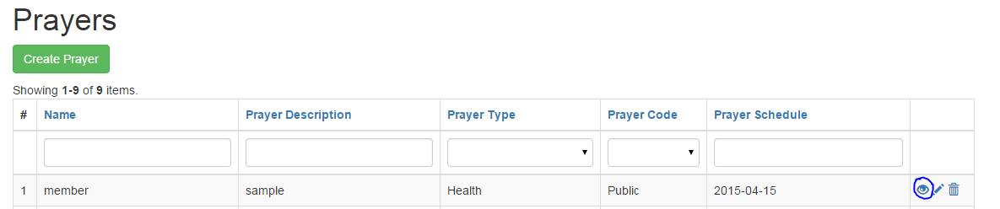 Prayers
Create Prayer
Showing 1-9 of 9 items.
# Name Prayer Description Prayer Type Prayer Code Prayer Schedule
1 member sample Health Public 2015-04-15